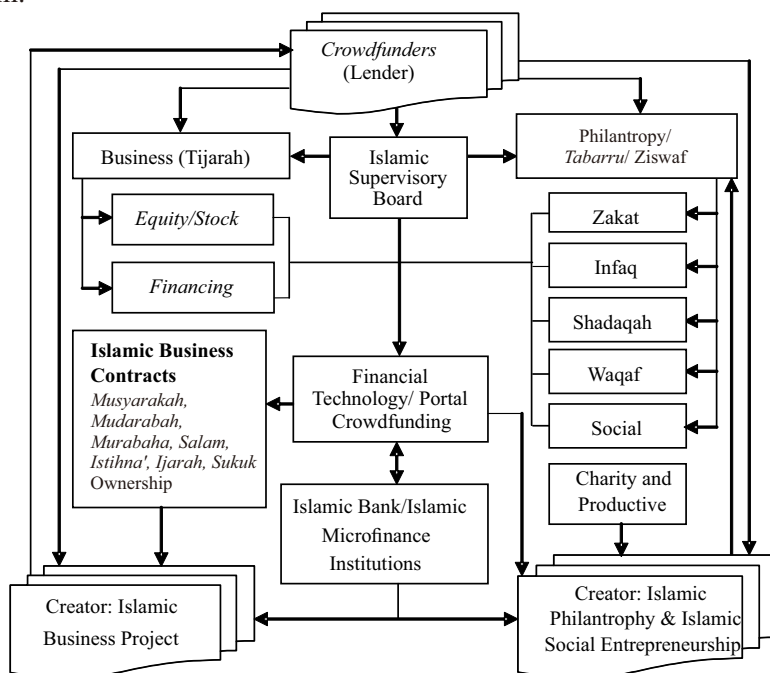 Crowdfunders
(Lender)
Business (Tijarah)
Islamic
Supervisory
Board
Philantropy/
Tabarru/ Ziswaf
Equity/Stock
Financing
Zakat
Infaq
Shadaqah
Waqaf
Social
Islamic Business
Contracts
Musyarakah,
Mudarabah,
Murabaha, Salam,
Istihna', Ijarah, Sukuk
Ownership
Financial
Technology/ Portal
Crowdfunding
Charity and
Productive
Islamic Bank/Islamic
Microfinance
Institutions
Creator: Islamic
Business Project
Creator: Islamic
Philantrophy & Islamic
Social Entrepreneurship